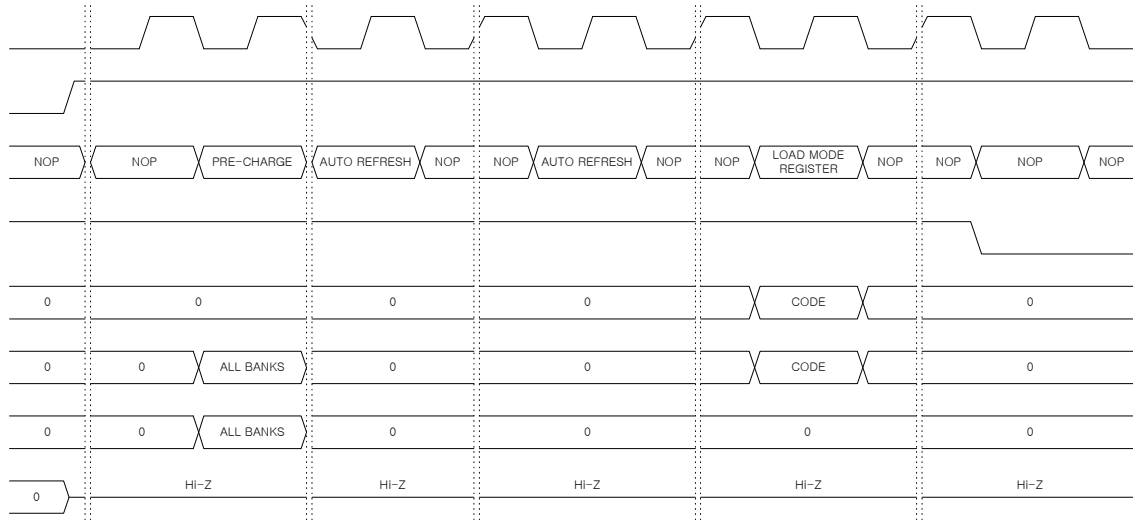 NOP NOP PRE-CHARGE AUTO REFRESH NOP NOP AUTO REFRESH NOP NOP LOAD MODE REGISTER NOP NOP NOP NOP
0 0 0 0 CODE 0
0 0 ALL BANKS 0 0 CODE 0
0 0 ALL BANKS 0 0 0 0
0 Hi-Z Hi-Z Hi-Z Hi-Z Hi-Z